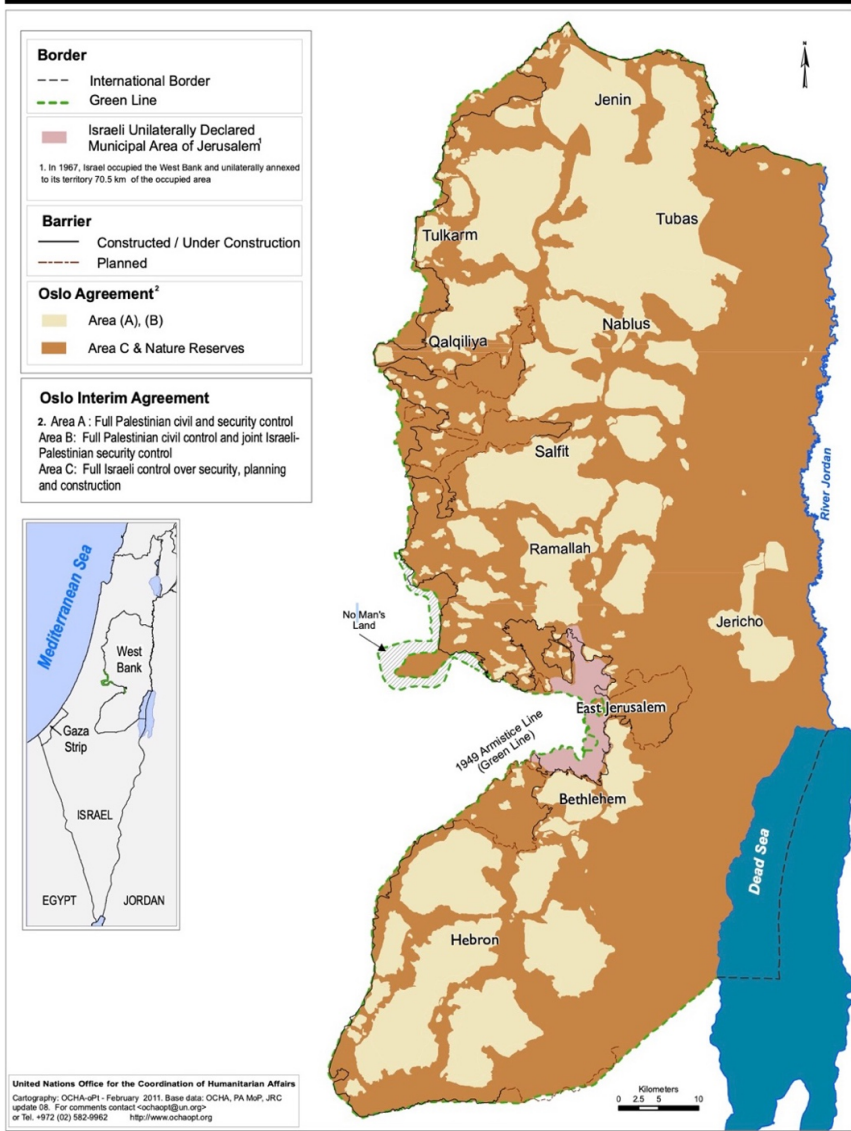 Border
International Border
Green Line
Israeli Unilaterally Declared
Municipal Area of Jerusalem1
1. In 1967, Israel occupied the West Bank and unilaterally annexed
to its territory 70.5 km of the occupied area
Barrier
Constructed / Under Construction
Planned
Oslo Agreement2
Area (A), (B)
Area C & Nature Reserves
Oslo Interim Agreement
2. Area A : Full Palestinian civil and security control
Area B: Full Palestinian civil control and joint Israeli-
Palestinian security control
Area C: Full Israeli control over security, planning
and construction
Mediterranean Sea
West
Bank
Gaza
Strip
ISRAEL
EGYPT
JORDAN
Jenin
Tubas
Tulkarm
Nablus
Qalqiliya
Salfit
River Jordan
Ramallah
No Man's
Land
Jericho
East Jerusalem
1949 Armistice Line
(Green Line)
Bethlehem
Dead Sea
Hebron
Kilometers
0 2.5 5 10
United Nations Office for the Coordination of Humanitarian Affairs
Cartography: OCHA-oPt - February 2011. Base data: OCHA, PA MoP, JRC
update 08. For comments contact <ochaopt@un.org>
or Tel. +972 (02) 582-9962 http://www.ochaopt.org